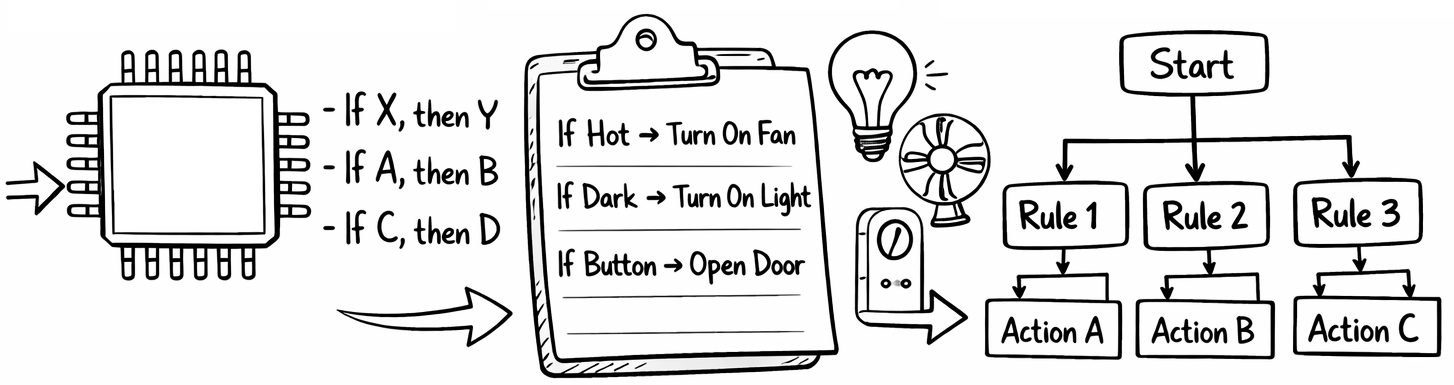 - If X, then Y
- If A, then B
- If C, then D
If Hot → Turn On Fan
If Dark → Turn On Light
If Button → Open Door
Start
Rule 1
Rule 2
Rule 3
Action A
Action B
Action C